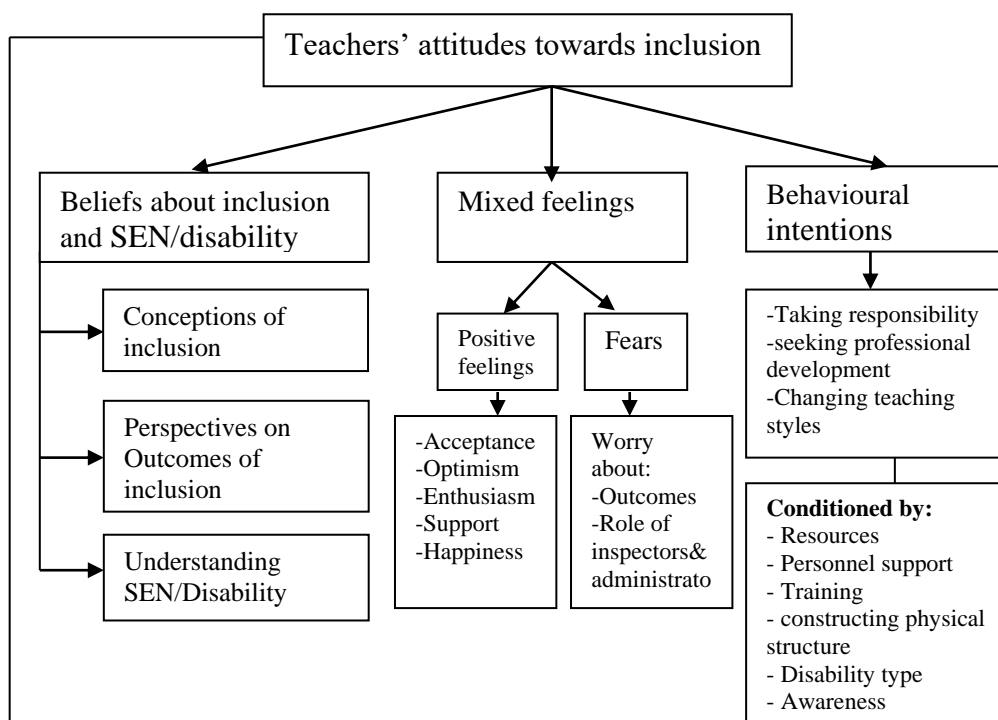 Teachers’ attitudes towards inclusion
Beliefs about inclusion
and SEN/disability
Conceptions of
inclusion
Perspectives on
Outcomes of
inclusion
Understanding
SEN/Disability
Mixed feelings
Positive
feelings
-Acceptance
-Optimism
-Enthusiasm
-Support
-Happiness
Fears
Worry
about:
-Outcomes
-Role of
inspectors&
administrato
Behavioural
intentions
-Taking responsibility
-seeking professional
development
-Changing teaching
styles
Conditioned by:
- Resources
- Personnel support
- Training
- constructing physical
structure
- Disability type
- Awareness